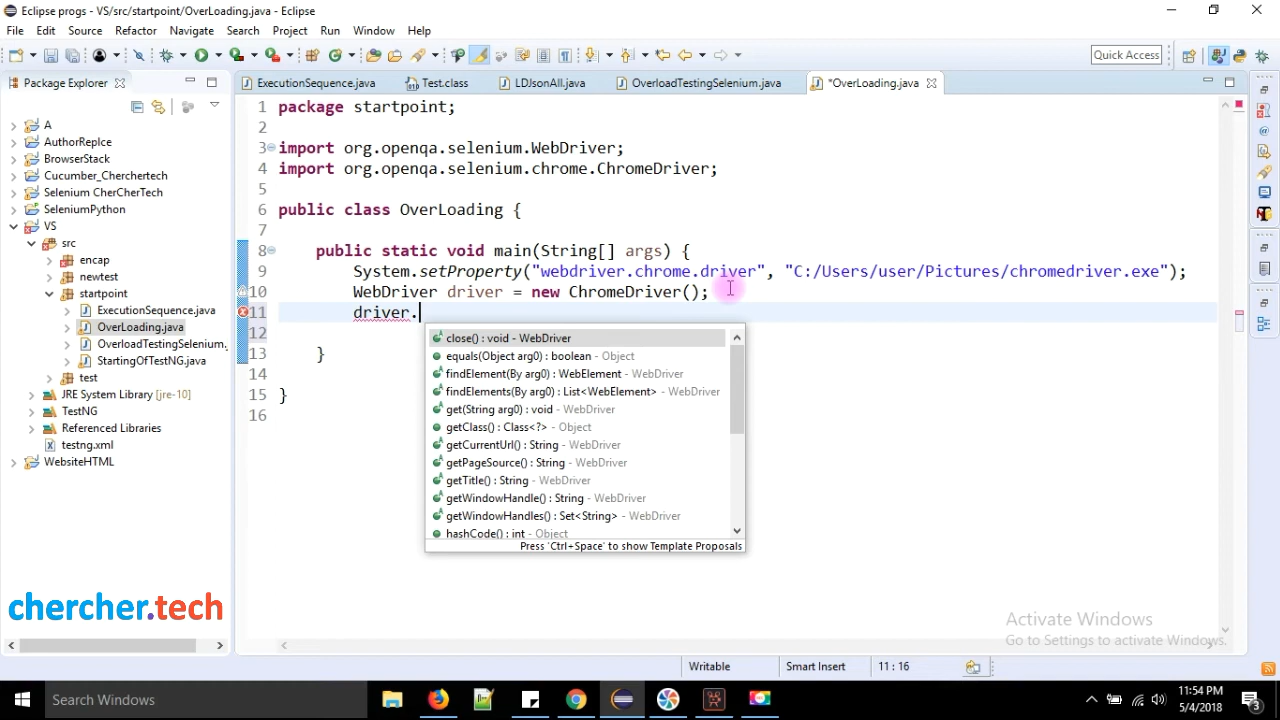 Eclipse progs - VS/src/startpoint/OverLoading.java - Eclipse
File Edit Source Refactor Navigate Search Project Run Window Help
Quick Access
Package Explorer
ExecutionSequence.java
Test.class
LDJsonAll.java
OverloadTestingSelenium.java
*OverLoading.java
A
AuthorReplce
BrowserStack
Cucumber_Cherchertech
Selenium CherCherTech
SeleniumPython
VS
src
encap
newtest
startpoint
ExecutionSequence.java
OverLoading.java
OverloadTestingSelenium.
StartingOfTestNG.java
test
JRE System Library [jre-10]
TestNG
Referenced Libraries
testng.xml
WebsiteHTML
1 package startpoint;
2
3 import org.openqa.selenium.WebDriver;
4 import org.openqa.selenium.chrome.ChromeDriver;
5
6 public class OverLoading {
7
8 public static void main(String[] args) {
9 System.setProperty("webdriver.chrome.driver", "C:/Users/user/Pictures/chromedriver.exe");
10 WebDriver driver = new ChromeDriver();
11 driver.
12
13 }
14
15 }
16
close() : void - WebDriver
equals(Object arg0) : boolean - Object
findElement(By arg0) : WebElement - WebDriver
findElements(By arg0) : List<WebElement> - WebDriver
get(String arg0) : void - WebDriver
getClass() : Class<?> - Object
getCurrentUrl() : String - WebDriver
getPageSource() : String - WebDriver
getTitle() : String - WebDriver
getWindowHandle() : String - WebDriver
getWindowHandles() : Set<String> - WebDriver
hashCode() : int - Object
Press 'Ctrl+Space' to show Template Proposals
chercher.tech
Activate Windows
Go to Settings to activate Windows.
Writable
Smart Insert
11 : 16
Search Windows
11:54 PM
5/4/2018
3